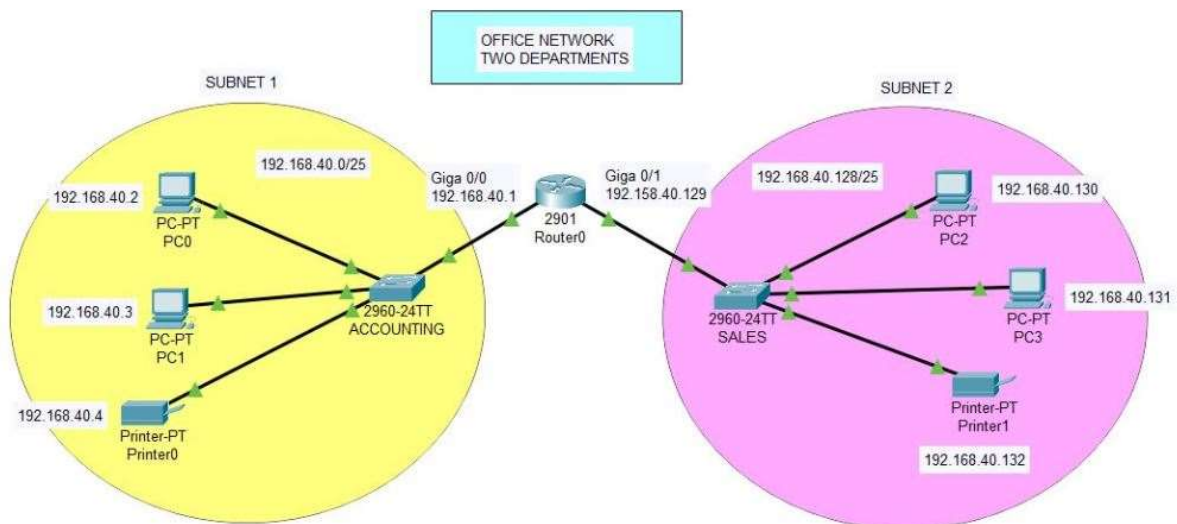 OFFICE NETWORK
TWO DEPARTMENTS
SUBNET 1
SUBNET 2
192.168.40.0/25
Giga 0/0
192.168.40.1
Giga 0/1
192.158.40.129
192.168.40.128/25
192.168.40.2
PC-PT
PC0
2901
Router0
PC-PT
PC2
192.168.40.130
192.168.40.3
PC-PT
PC1
2960-24TT
ACCOUNTING
2960-24TT
SALES
PC-PT
PC3
192.168.40.131
192.168.40.4
Printer-PT
Printer0
Printer-PT
Printer1
192.168.40.132